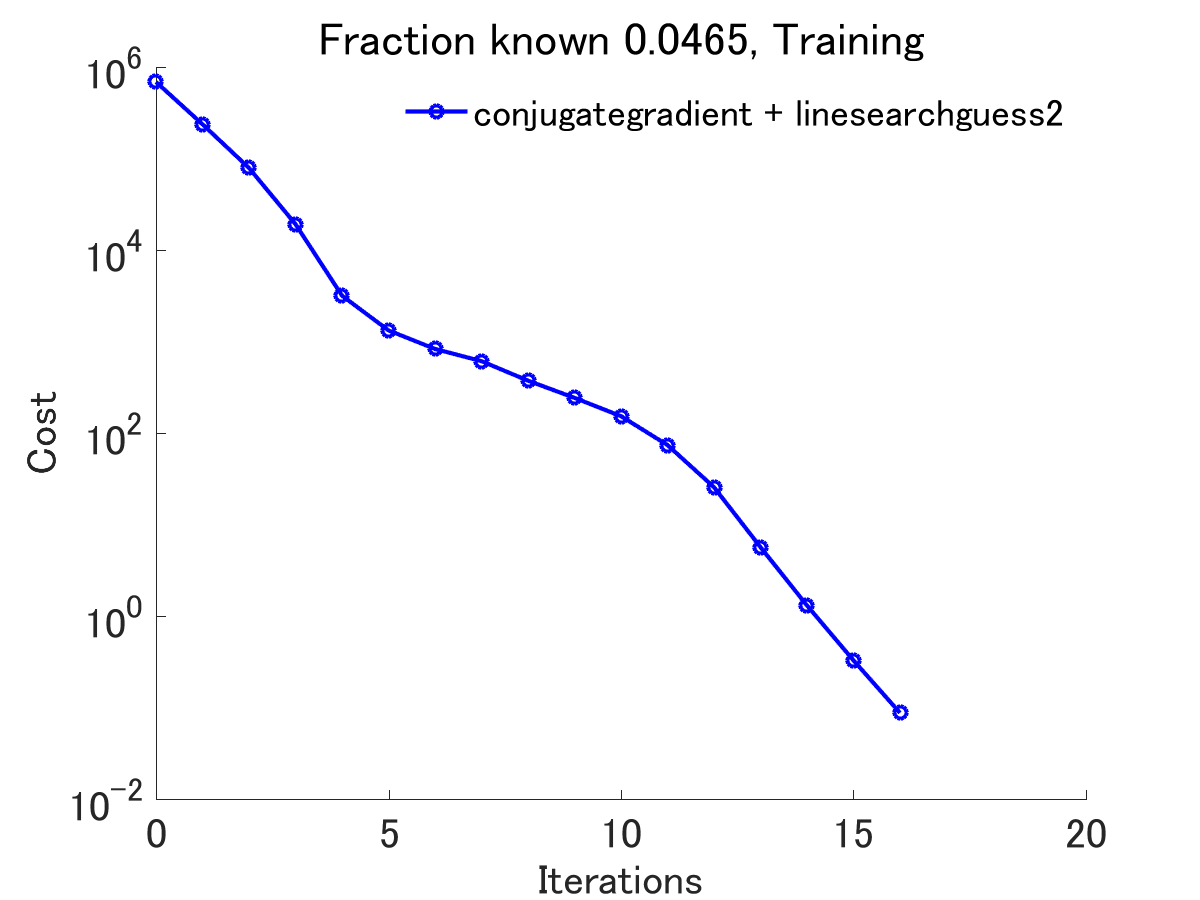 Fraction known 0.0465, Training
conjugategradient + linesearchguess2
10^6
10^4
10^2
10^0
10^-2
Cost
0 5 10 15 20
Iterations